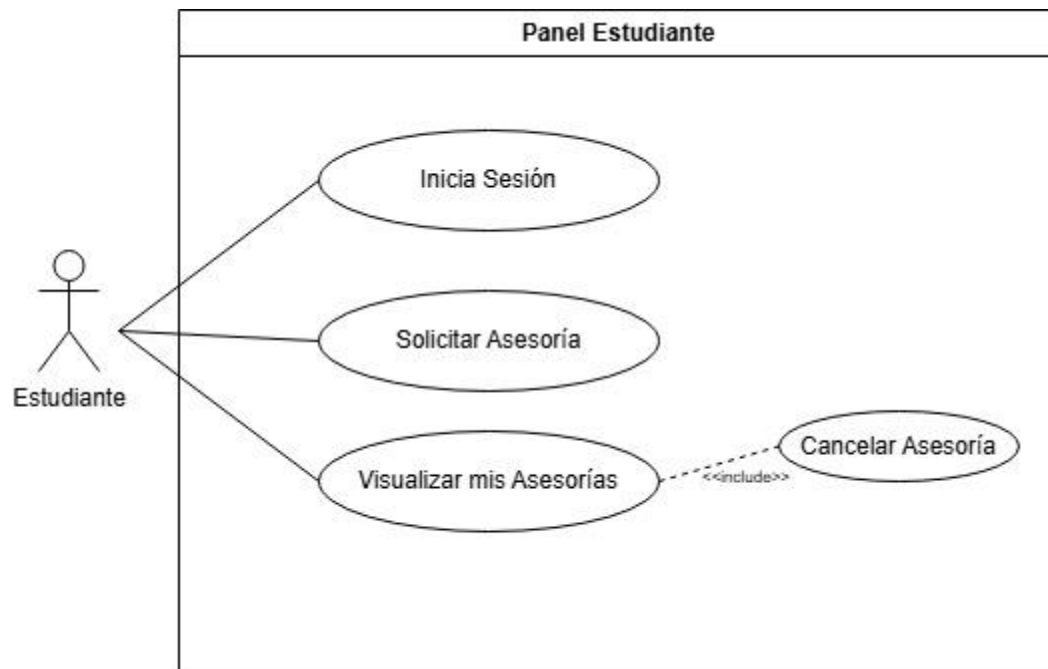 Panel Estudiante
Inicia Sesión
Solicitar Asesoría
Estudiante
Cancelar Asesoría
Visualizar mis Asesorías
<<include>>